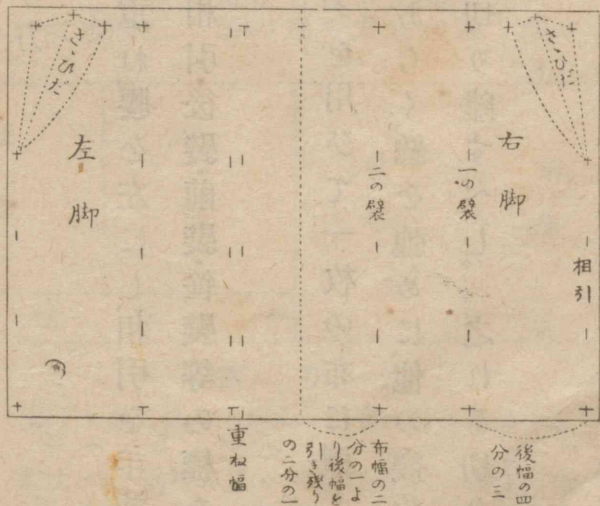 さゝひだ
右脚
一の襞
相引
二の襞
さゝひだ
左脚
後幅の四
分の三
布幅の二
分の一よ
り後幅を
引き残り
の二分の一
重ね幅